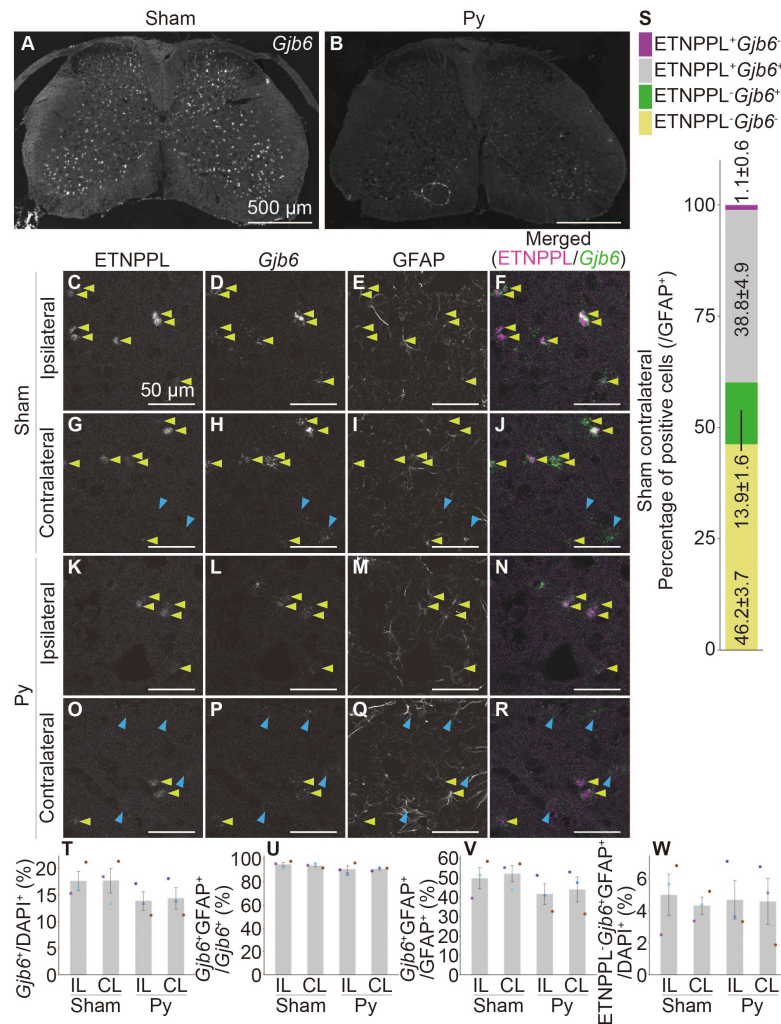 Sham
Py
S
A
Gjb6
B
500 μm
ETNPPL⁺Gjb6⁻
ETNPPL⁺Gjb6⁺
ETNPPL⁻Gjb6⁺
ETNPPL⁻Gjb6⁻
ETNPPL
Gjb6
GFAP
Merged
(ETNPPL/Gjb6)
Sham
Ipsilateral
C
D
E
F
50 μm
Contralateral
G
H
I
J
Py
Ipsilateral
K
L
M
N
Contralateral
O
P
Q
R
Sham contralateral
Percentage of positive cells (/GFAP⁺)
100
75
50
25
0
1.1±0.6
38.8±4.9
13.9±1.6
46.2±3.7
T
Gjb6⁺/DAPI⁺ (%)
20
15
10
5
0
IL CL IL CL
Sham Py
U
Gjb6⁺GFAP⁺
/Gjb6⁺ (%)
100
80
60
40
20
0
IL CL IL CL
Sham Py
V
Gjb6⁺GFAP⁺
/GFAP⁺ (%)
60
50
40
30
20
10
0
IL CL IL CL
Sham Py
W
ETNPPL⁻Gjb6⁺GFAP⁺
/DAPI⁺ (%)
6
4
2
0
IL CL IL CL
Sham Py